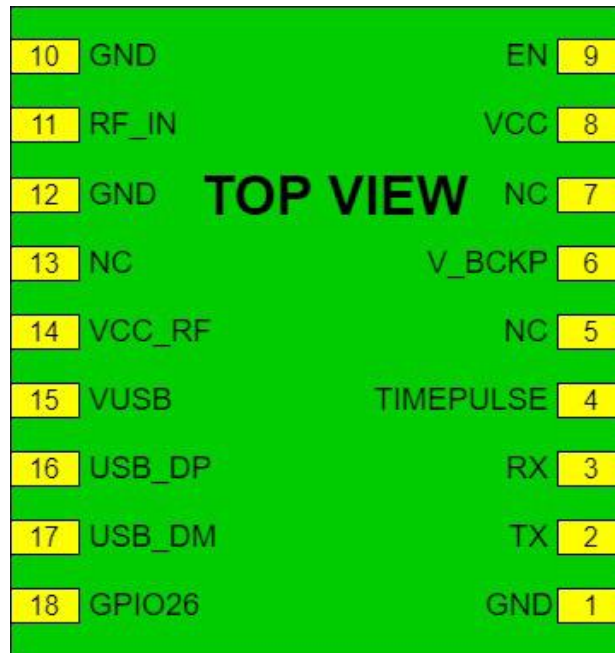 10 GND EN 9
11 RF_IN VCC 8
12 GND TOP VIEW NC 7
13 NC V_BCKP 6
14 VCC_RF NC 5
15 VUSB TIMEPULSE 4
16 USB_DP RX 3
17 USB_DM TX 2
18 GPIO26 GND 1